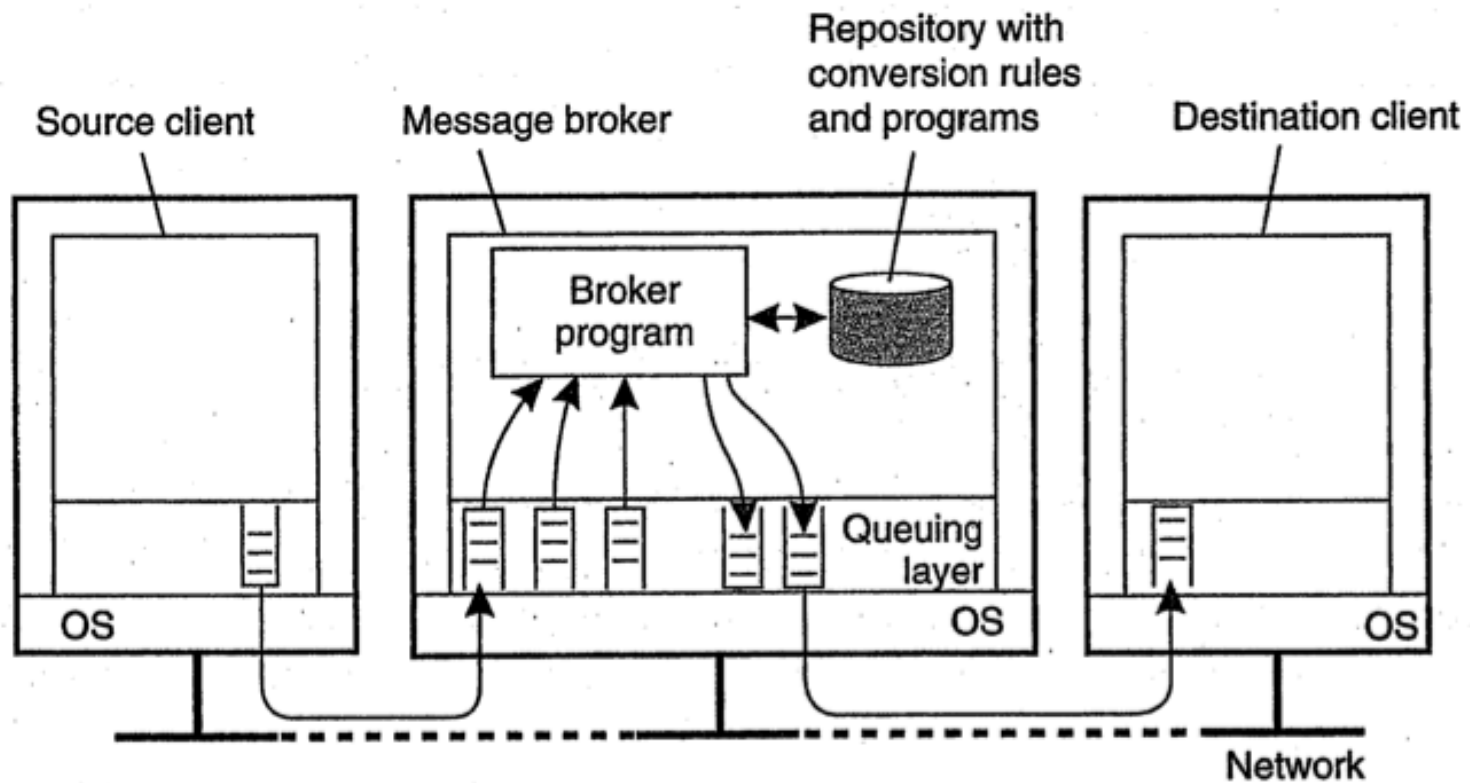 Repository with
conversion rules
and programs
Source client
Message broker
Destination client
Broker
program
Queuing
layer
OS
OS
OS
Network